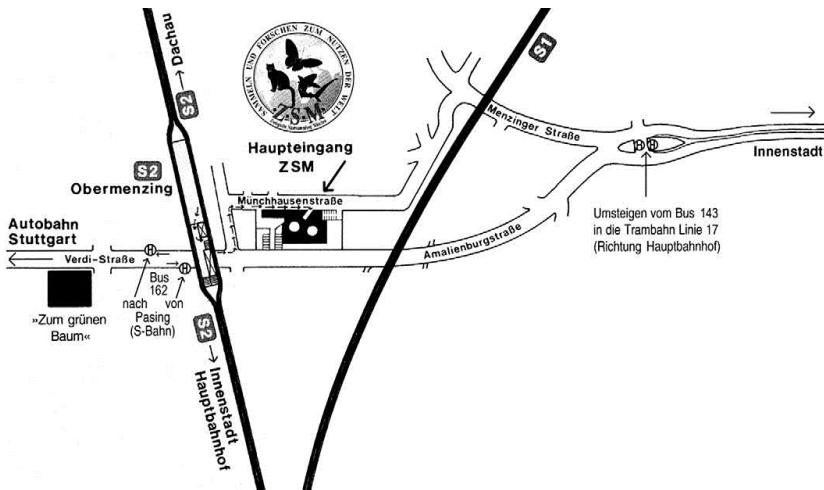 SAMMELN UND FORSCHEN ZUM NUTZEN DER WELT
·Z·S·M·
Dachau
S2
S1
Haupteingang
ZSM
Menzinger Straße
Innenstadt
S2
Obermenzing
Münchhausenstraße
Umsteigen vom Bus 143
in die Trambahn Linie 17
(Richtung Hauptbahnhof)
Autobahn
Stuttgart
H
H
H
H
Verdi-Straße
Amalienburgstraße
Bus
162
nach von
Pasing
(S-Bahn)
»Zum grünen
Baum«
S2
Innenstadt
Hauptbahnhof